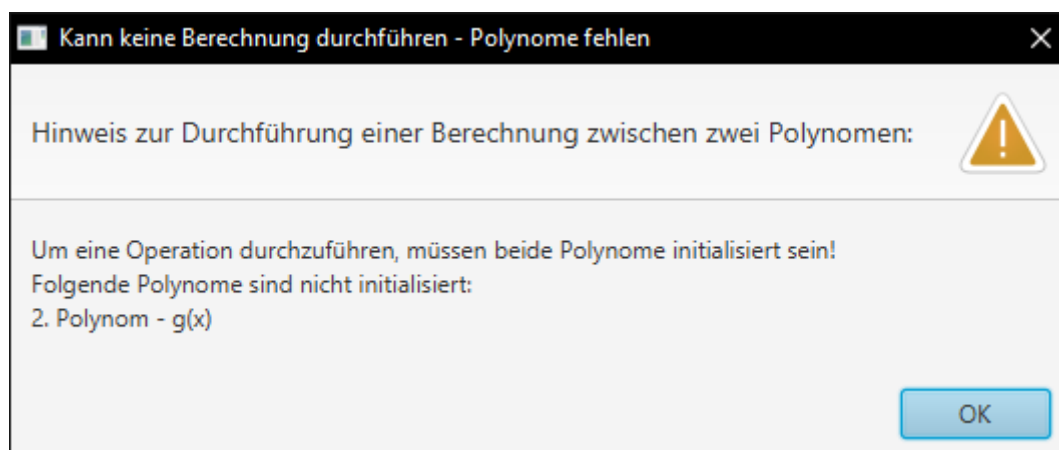 Kann keine Berechnung durchführen - Polynome fehlen
Hinweis zur Durchführung einer Berechnung zwischen zwei Polynomen:
Um eine Operation durchzuführen, müssen beide Polynome initialisiert sein!
Folgende Polynome sind nicht initialisiert:
2. Polynom - g(x)
OK